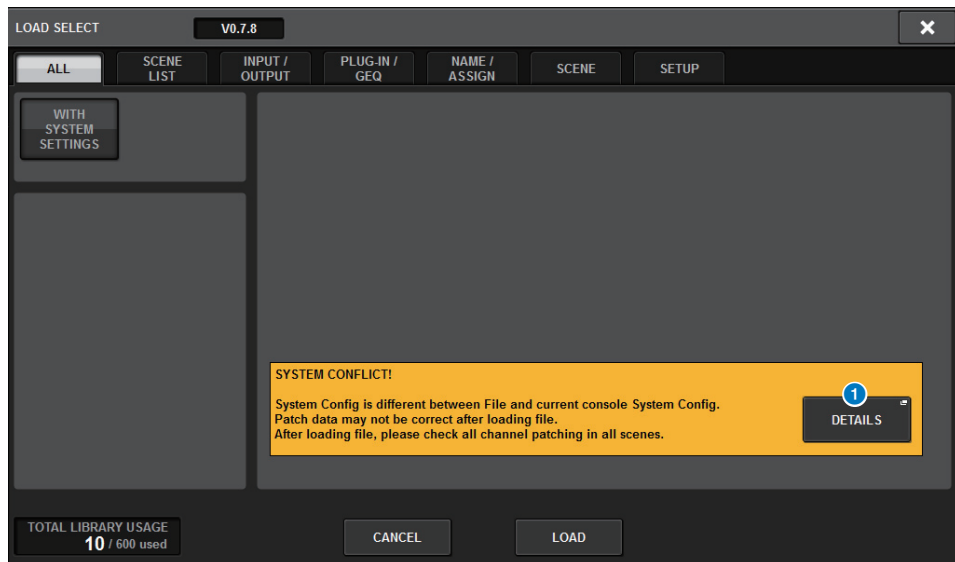 LOAD SELECT
V0.7.8
ALL
SCENE
LIST
INPUT /
OUTPUT
PLUG-IN /
GEQ
NAME /
ASSIGN
SCENE
SETUP
WITH
SYSTEM
SETTINGS
SYSTEM CONFLICT!
System Config is different between File and current console System Config.
Patch data may not be correct after loading file.
After loading file, please check all channel patching in all scenes.
1
DETAILS
TOTAL LIBRARY USAGE
10 / 600 used
CANCEL
LOAD